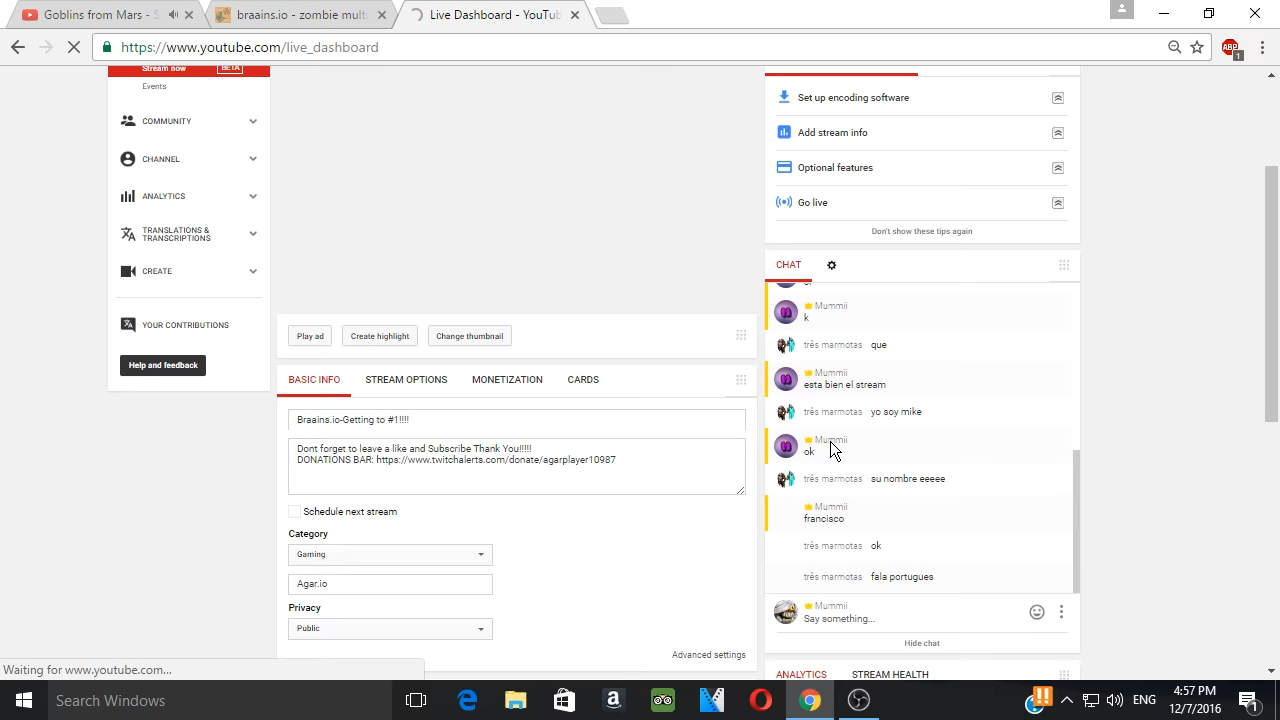 Goblins from Mars - S
braains.io - zombie mult
Live Dashboard - YouTub
https://www.youtube.com/live_dashboard
ABP
1
Stream now BETA
Events
COMMUNITY
CHANNEL
ANALYTICS
TRANSLATIONS &
TRANSCRIPTIONS
CREATE
YOUR CONTRIBUTIONS
Help and feedback
Play ad
Create highlight
Change thumbnail
BASIC INFO
STREAM OPTIONS
MONETIZATION
CARDS
Braains.io-Getting to #1!!!!
Dont forget to leave a like and Subscribe Thank You!!!!!
DONATIONS BAR: https://www.twitchalerts.com/donate/agarplayer10987
Schedule next stream
Category
Gaming
Agar.io
Privacy
Public
Advanced settings
Set up encoding software
Add stream info
Optional features
Go live
Don't show these tips again
CHAT
Mummii
k
três marmotas que
Mummii
esta bien el stream
três marmotas yo soy mike
Mummii
ok
três marmotas su nombre eeeee
Mummii
francisco
três marmotas ok
três marmotas fala portugues
Mummii
Say something...
Hide chat
ANALYTICS
STREAM HEALTH
Waiting for www.youtube.com...
Search Windows
ENG
4:57 PM
12/7/2016
1